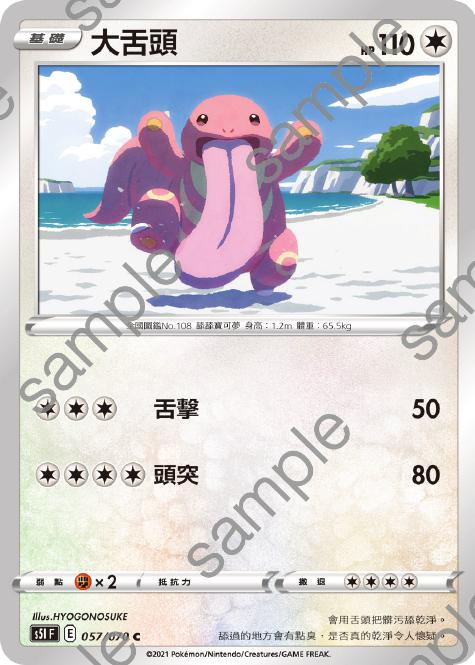 基礎 大舌頭 HP 110
全國圖鑑No.108 舔舔寶可夢 身高：1.2m 體重：65.5kg
舌擊 50
頭突 80
弱點 ×2 抵抗力 撤退
Illus.HYOGONOSUKE
s5I F E 057/070 C
會用舌頭把髒污舔乾淨。
舔過的地方會有點臭，是否真的乾淨令人懷疑。
©2021 Pokémon/Nintendo/Creatures/GAME FREAK.
sample
sample
sample
sample
sample
sample